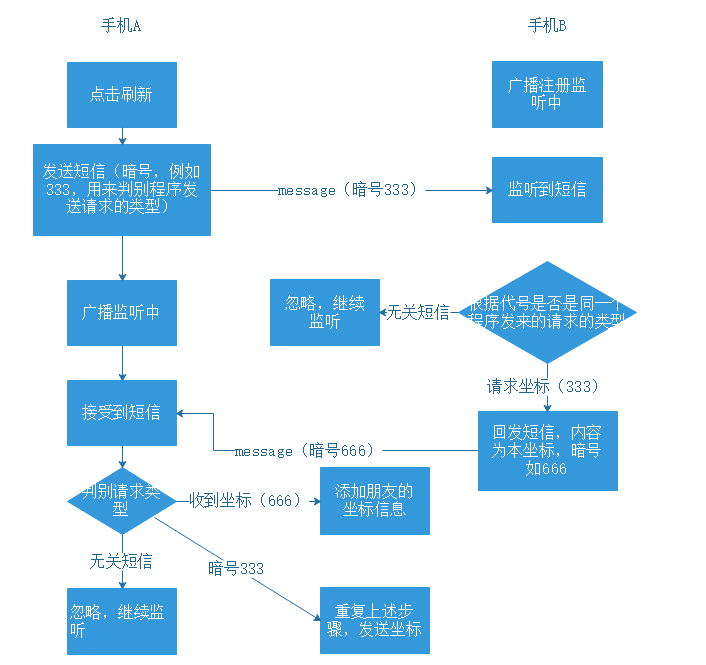 手机A
手机B
点击刷新
广播注册监
听中
发送短信（暗号，例如
333，用来判别程序发
送请求的类型）
message（暗号333）
监听到短信
广播监听中
忽略，继续
监听
无关短信
根据代号是否是同一个
程序发来的请求的类型
请求坐标（333）
接受到短信
回发短信，内容
为本坐标，暗号
如666
message（暗号666）
判别请求类
型
收到坐标（666）
添加朋友的
坐标信息
无关短信
暗号333
忽略，继续监
听
重复上述步
骤，发送坐标